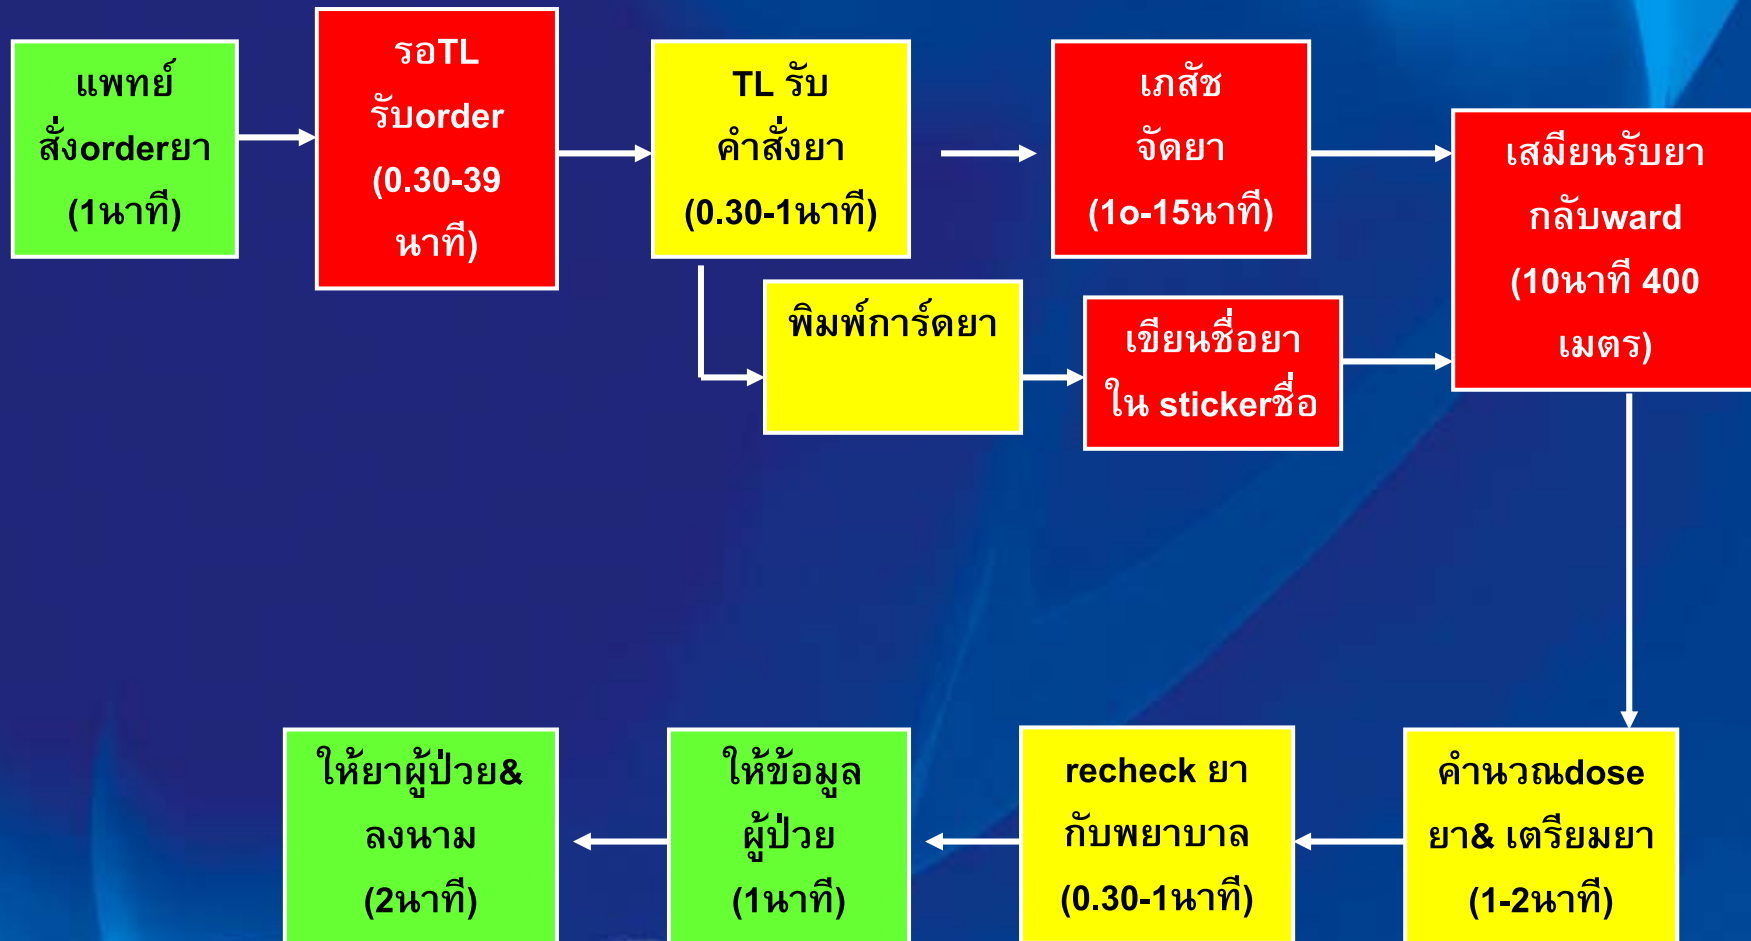 แพทย์
สั่งorderยา
(1นาที)
รอTL
รับorder
(0.30-39
นาที)
TL รับ
คำสั่งยา
(0.30-1นาที)
เภสัช
จัดยา
(1o-15นาที)
เสมียนรับยา
กลับward
(10นาที 400
เมตร)
พิมพ์การ์ดยา
เขียนชื่อยา
ใน stickerชื่อ
คำนวณdose
ยา& เตรียมยา
(1-2นาที)
recheck ยา
กับพยาบาล
(0.30-1นาที)
ให้ข้อมูล
ผู้ป่วย
(1นาที)
ให้ยาผู้ป่วย&
ลงนาม
(2นาที)